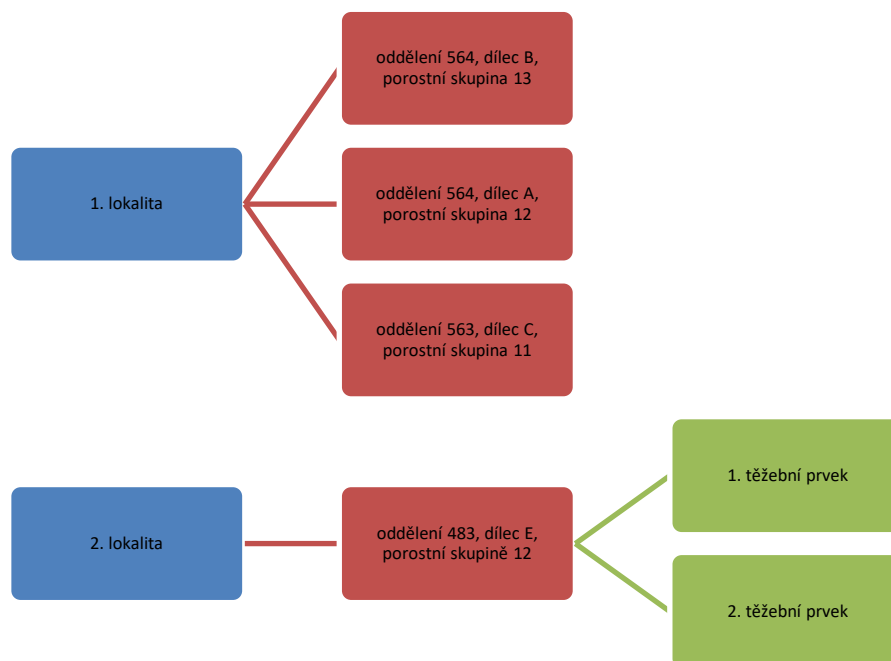 oddělení 564, dílec B,
porostní skupina 13
1. lokalita
oddělení 564, dílec A,
porostní skupina 12
oddělení 563, dílec C,
porostní skupina 11
1. těžební prvek
2. lokalita
oddělení 483, dílec E,
porostní skupině 12
2. těžební prvek